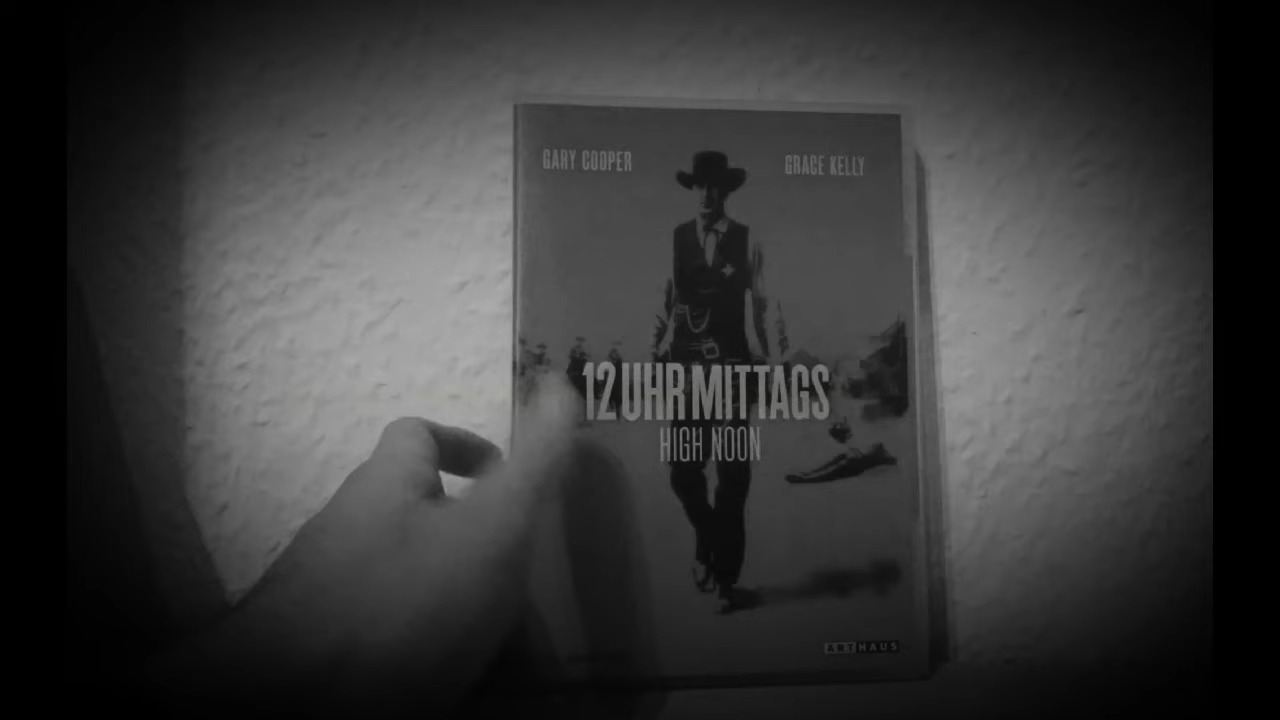 GARY COOPER
GRACE KELLY
12 UHR MITTAGS
HIGH NOON
ARTHAUS